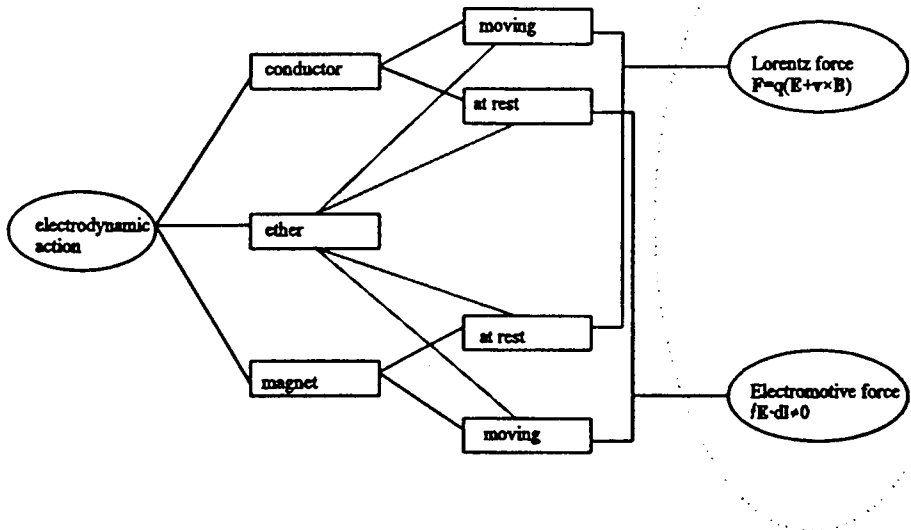 moving
conductor
Lorentz force
F=q(E+v×B)
at rest
electrodynamic
action
ether
at rest
magnet
Electromotive force
∫E·dl≠0
moving